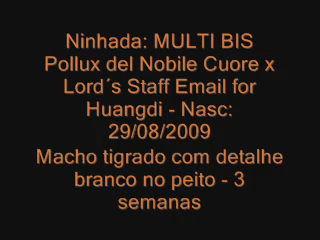 Ninhada: MULTI BIS
Pollux del Nobile Cuore x
Lord´s Staff Email for
Huangdi - Nasc:
29/08/2009
Macho tigrado com detalhe
branco no peito - 3
semanas